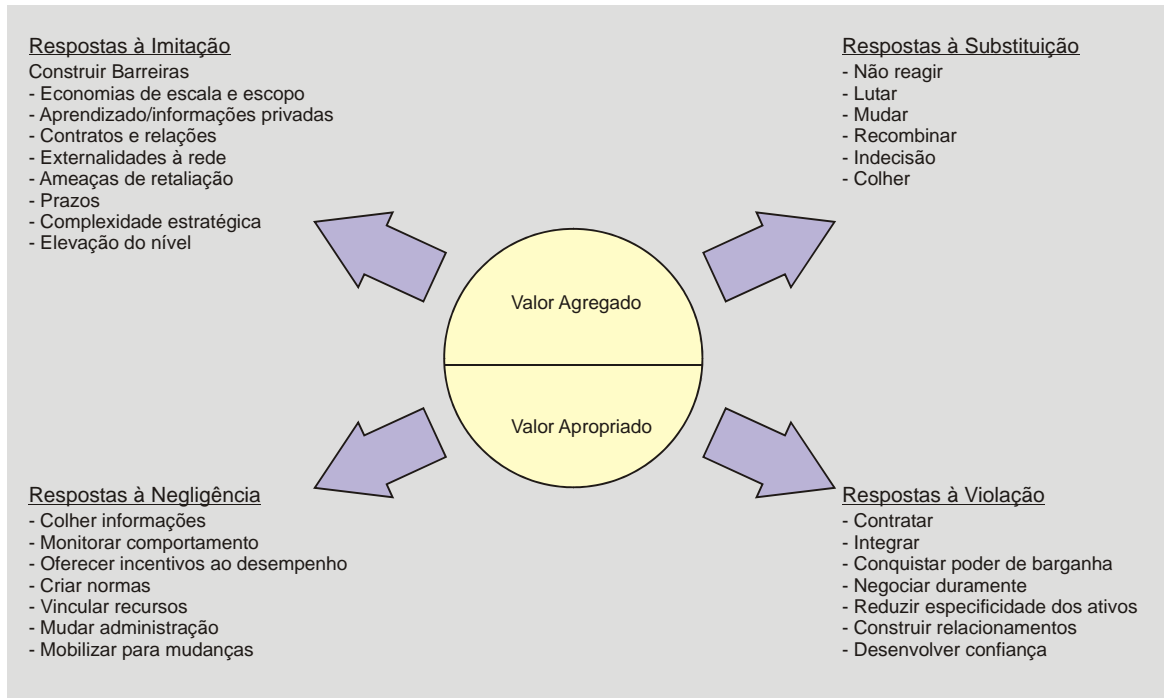 Respostas à Imitação
Construir Barreiras
- Economias de escala e escopo
- Aprendizado/informações privadas
- Contratos e relações
- Externalidades à rede
- Ameaças de retaliação
- Prazos
- Complexidade estratégica
- Elevação do nível
Respostas à Substituição
- Não reagir
- Lutar
- Mudar
- Recombinar
- Indecisão
- Colher
Valor Agregado
Valor Apropriado
Respostas à Negligência
- Colher informações
- Monitorar comportamento
- Oferecer incentivos ao desempenho
- Criar normas
- Vincular recursos
- Mudar administração
- Mobilizar para mudanças
Respostas à Violação
- Contratar
- Integrar
- Conquistar poder de barganha
- Negociar duramente
- Reduzir especificidade dos ativos
- Construir relacionamentos
- Desenvolver confiança